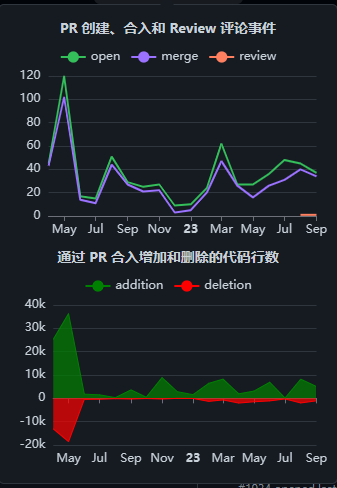 PR 创建、合入和 Review 评论事件
open merge review
120
100
80
60
40
20
0
May Jul Sep Nov 23 Mar May Jul Sep
通过 PR 合入增加和删除的代码行数
addition deletion
40k
30k
20k
10k
0
-10k
-20k
May Jul Sep Nov 23 Mar May Jul Sep